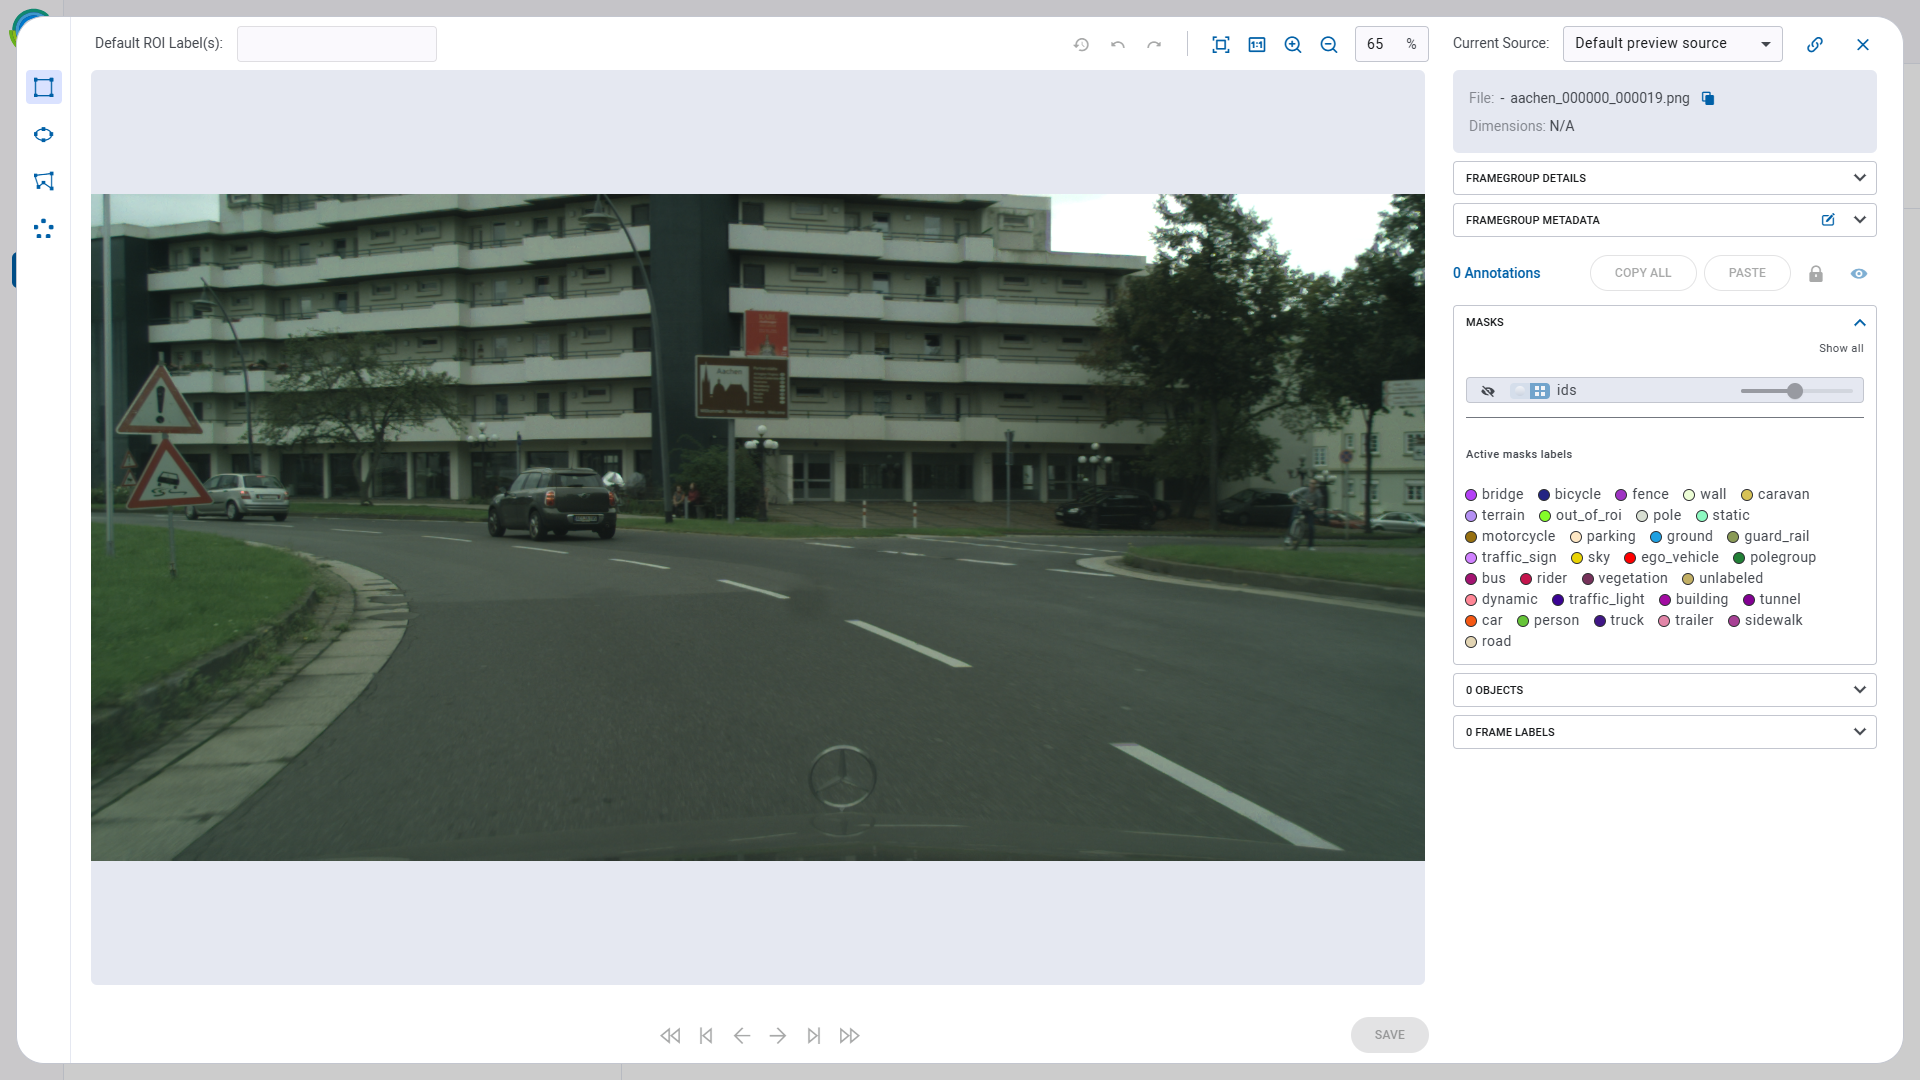 Default ROI Label(s):
65 %
Current Source: Default preview source
File: - aachen_000000_000019.png
Dimensions: N/A
FRAMEGROUP DETAILS
FRAMEGROUP METADATA
0 Annotations COPY ALL PASTE
MASKS
Show all
ids
Active masks labels
bridge bicycle fence wall caravan
terrain out_of_roi pole static
motorcycle parking ground guard_rail
traffic_sign sky ego_vehicle polegroup
bus rider vegetation unlabeled
dynamic traffic_light building tunnel
car person truck trailer sidewalk
road
0 OBJECTS
0 FRAME LABELS
Aachen
SAVE